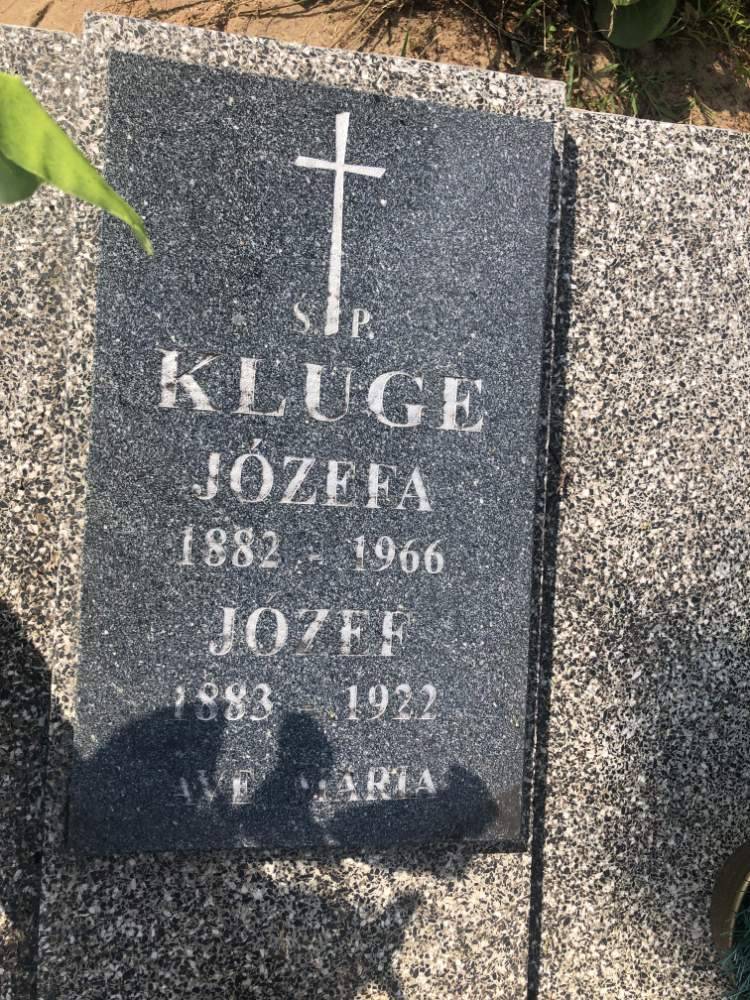 S. P.
KLUGE
JÓZEFA
1882 - 1966
JÓZEF
1883 - 1922
AVE MARIA